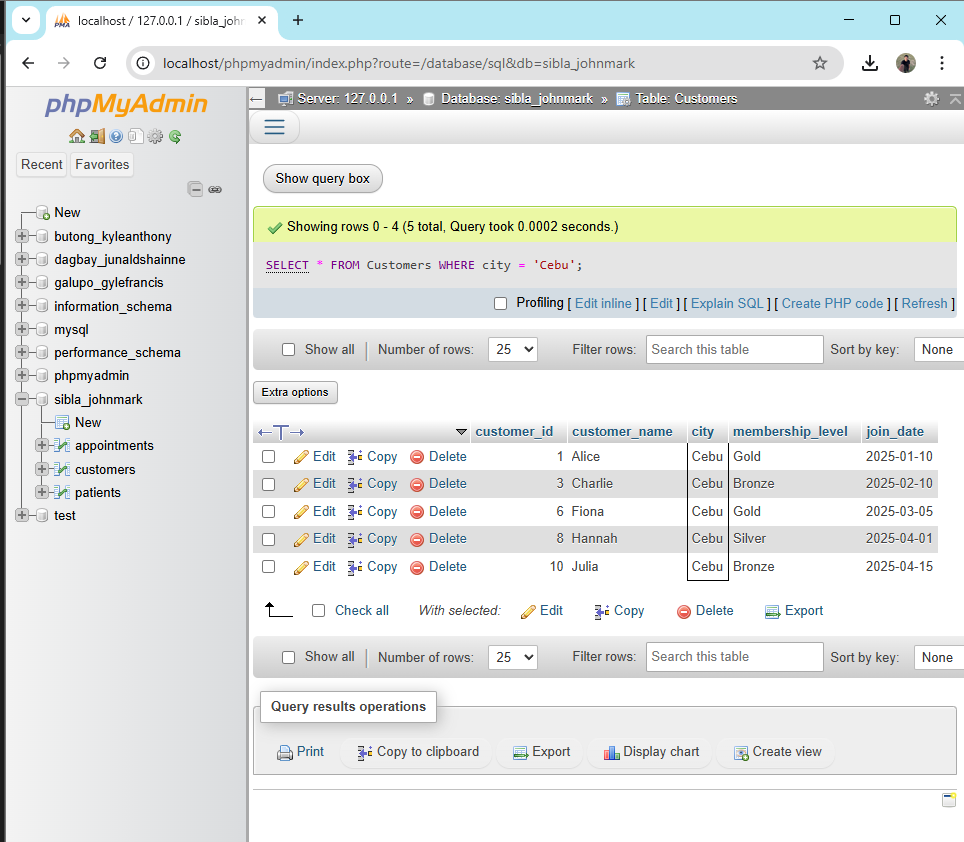 localhost / 127.0.0.1 / sibla_john
localhost/phpmyadmin/index.php?route=/database/sql&db=sibla_johnmark
phpMyAdmin
Recent Favorites
New
butong_kyleanthony
dagbay_junaldshainne
galupo_gylefrancis
information_schema
mysql
performance_schema
phpmyadmin
sibla_johnmark
New
appointments
customers
patients
test
Server: 127.0.0.1 » Database: sibla_johnmark » Table: Customers
Show query box
Showing rows 0 - 4 (5 total, Query took 0.0002 seconds.)
SELECT * FROM Customers WHERE city = 'Cebu';
Profiling [ Edit inline ] [ Edit ] [ Explain SQL ] [ Create PHP code ] [ Refresh ]
Show all Number of rows: 25 Filter rows: Search this table Sort by key: None
Extra options
customer_id customer_name city membership_level join_date
Edit Copy Delete 1 Alice Cebu Gold 2025-01-10
Edit Copy Delete 3 Charlie Cebu Bronze 2025-02-10
Edit Copy Delete 6 Fiona Cebu Gold 2025-03-05
Edit Copy Delete 8 Hannah Cebu Silver 2025-04-01
Edit Copy Delete 10 Julia Cebu Bronze 2025-04-15
Check all With selected: Edit Copy Delete Export
Show all Number of rows: 25 Filter rows: Search this table Sort by key: None
Query results operations
Print Copy to clipboard Export Display chart Create view